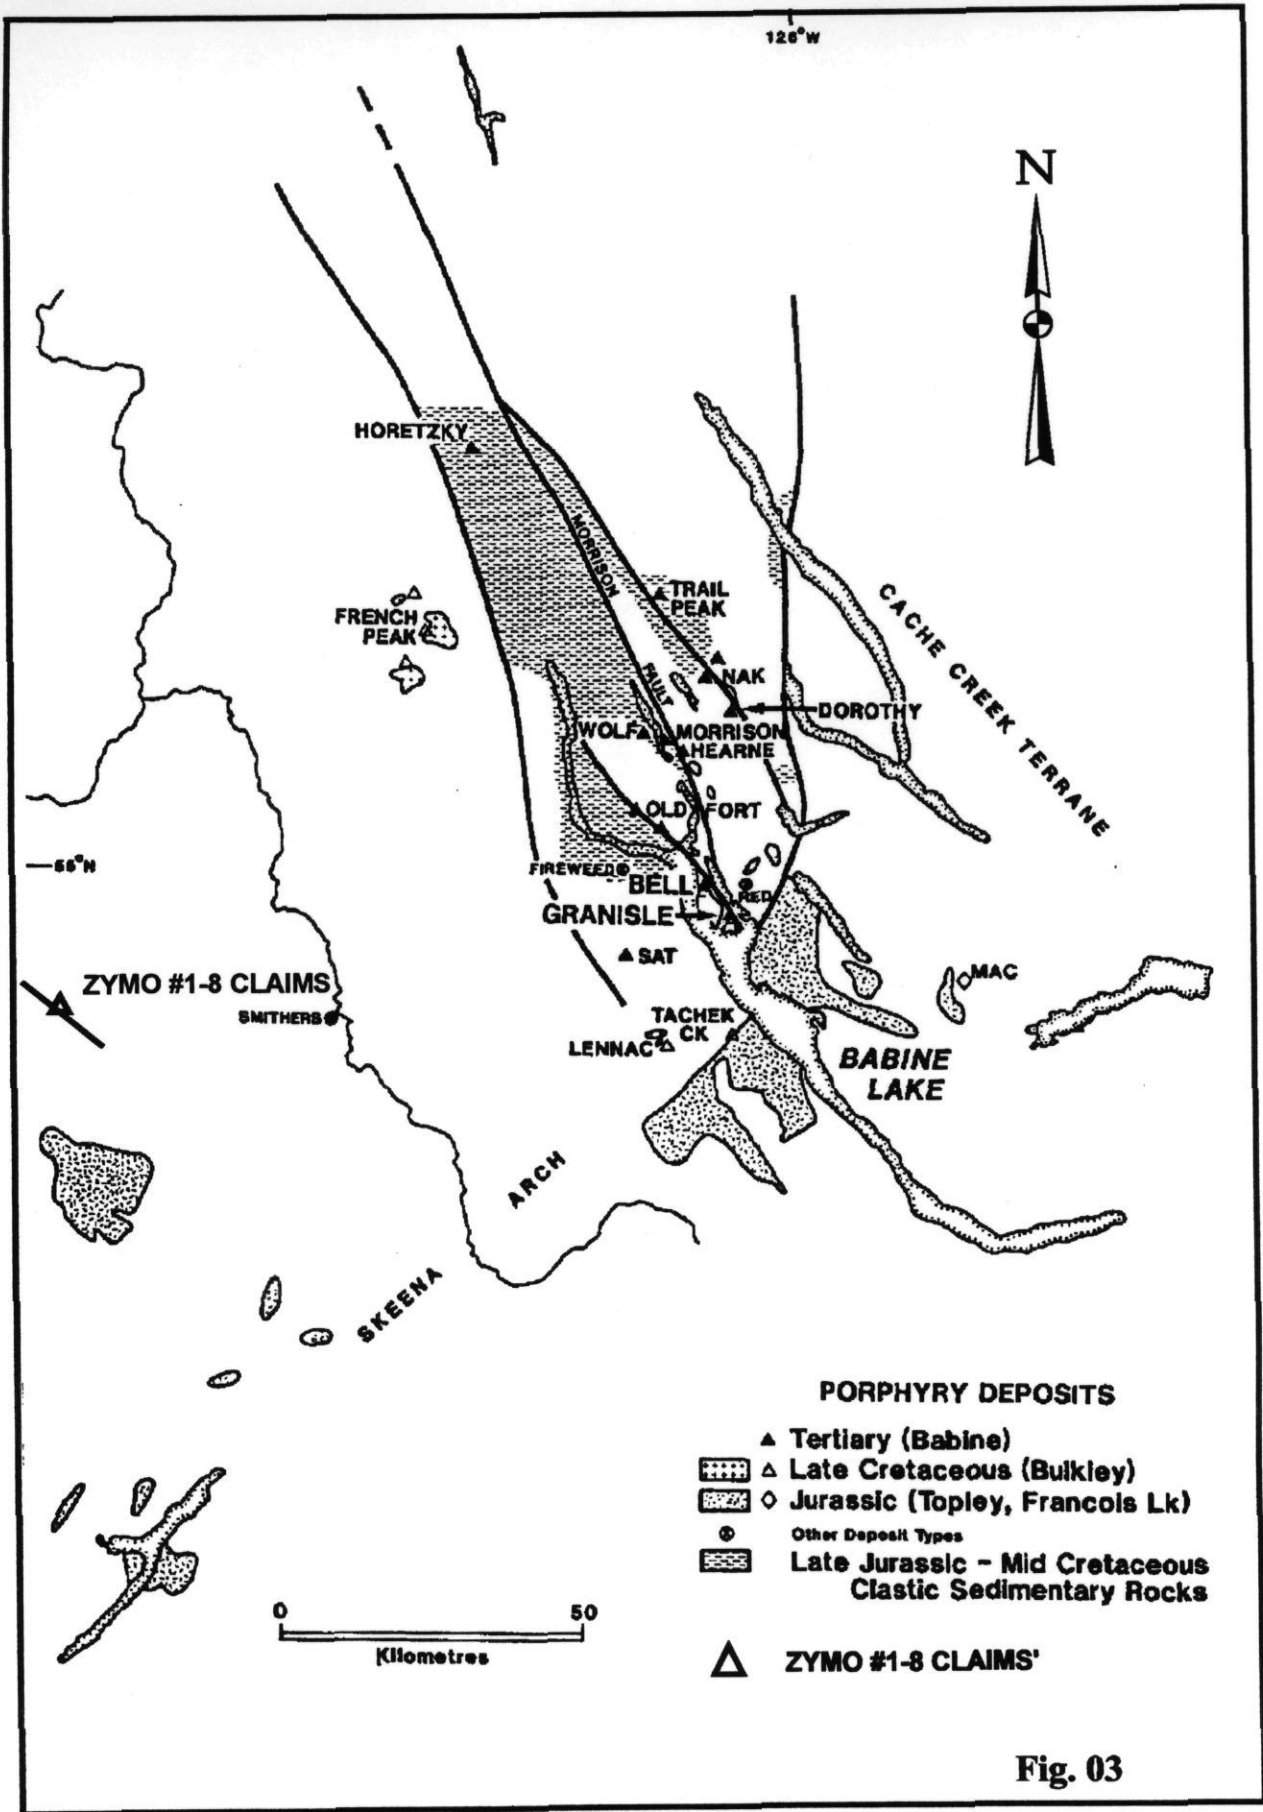 126°W
N
HORETZKY
MORRISON
FAULT
TRAIL
PEAK
FRENCH
PEAK
NAK
DOROTHY
CACHE CREEK TERRANE
WOLF
MORRISON
HEARNE
OLD FORT
55°N
FIREWEED
BELL
RED
GRANISLE
SAT
MAC
ZYMO #1-8 CLAIMS
SMITHERS
TACHEK
CK
LENNAC
BABINE
LAKE
ARCH
SKEENA
PORPHYRY DEPOSITS
Tertiary (Babine)
Late Cretaceous (Bulkley)
Jurassic (Topley, Francois Lk)
Other Deposit Types
Late Jurassic - Mid Cretaceous
Clastic Sedimentary Rocks
0 50
Kilometres
ZYMO #1-8 CLAIMS'
Fig. 03